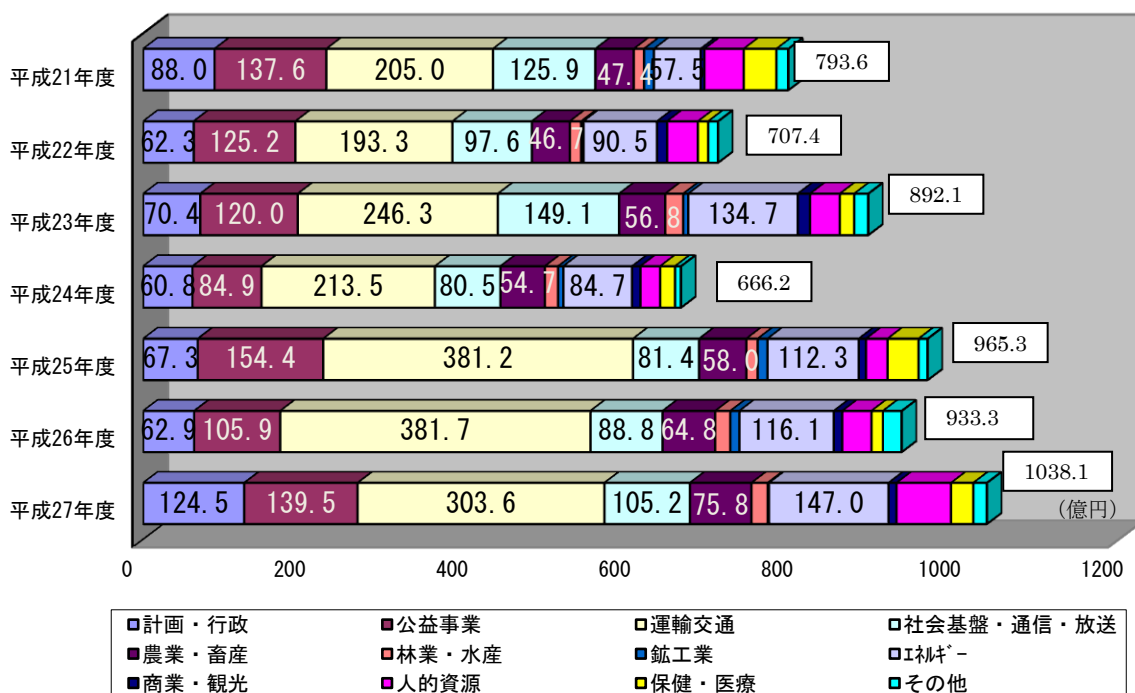 平成21年度 88.0 137.6 205.0 125.9 47.4 57.5 793.6
平成22年度 62.3 125.2 193.3 97.6 46.7 90.5 707.4
平成23年度 70.4 120.0 246.3 149.1 56.8 134.7 892.1
平成24年度 60.8 84.9 213.5 80.5 54.7 84.7 666.2
平成25年度 67.3 154.4 381.2 81.4 58.0 112.3 965.3
平成26年度 62.9 105.9 381.7 88.8 64.8 116.1 933.3
平成27年度 124.5 139.5 303.6 105.2 75.8 147.0 1038.1
(億円)
0 200 400 600 800 1000 1200
計画・行政 公益事業 運輸交通 社会基盤・通信・放送
農業・畜産 林業・水産 鉱工業 ｴﾈﾙｷﾞｰ
商業・観光 人的資源 保健・医療 その他